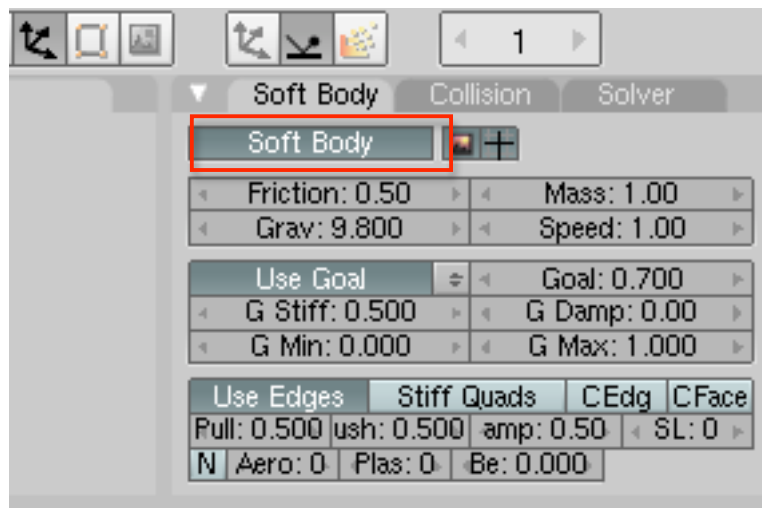 1
Soft Body Collision Solver
Soft Body
Friction: 0.50 Mass: 1.00
Grav: 9.800 Speed: 1.00
Use Goal Goal: 0.700
G Stiff: 0.500 G Damp: 0.00
G Min: 0.000 G Max: 1.000
Use Edges Stiff Quads CEdg CFace
Pull: 0.500 ush: 0.500 amp: 0.50 SL: 0
N Aero: 0 Plas: 0 Be: 0.000